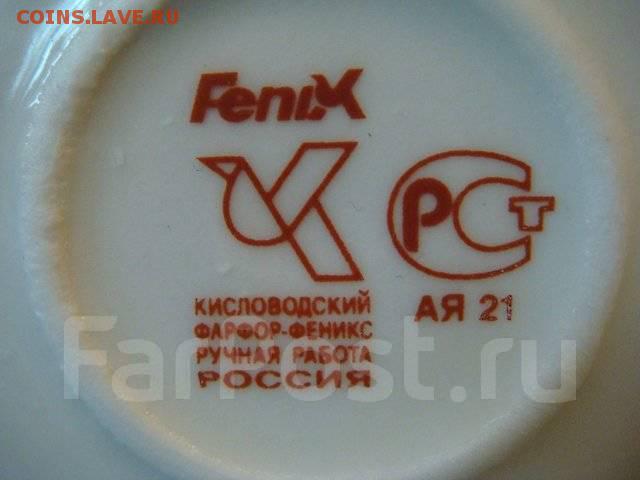 COINS.LAVE.RU
Fenix
РСТ
АЯ 21
КИСЛОВОДСКИЙ
ФАРФОР-ФЕНИКС
РУЧНАЯ РАБОТА
РОССИЯ
FarPost.ru